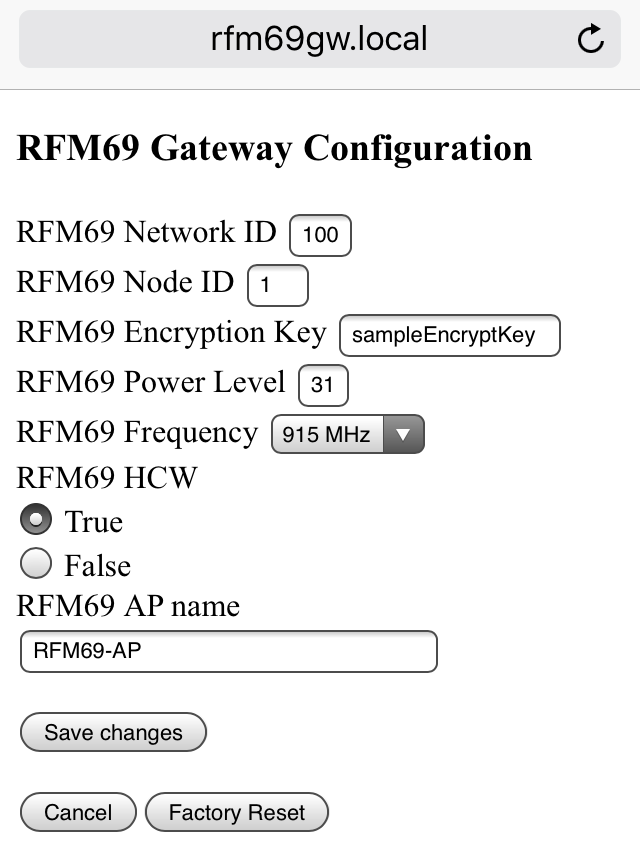 rfm69gw.local
RFM69 Gateway Configuration
RFM69 Network ID 100
RFM69 Node ID 1
RFM69 Encryption Key sampleEncryptKey
RFM69 Power Level 31
RFM69 Frequency 915 MHz
RFM69 HCW
True
False
RFM69 AP name
RFM69-AP
Save changes
Cancel Factory Reset